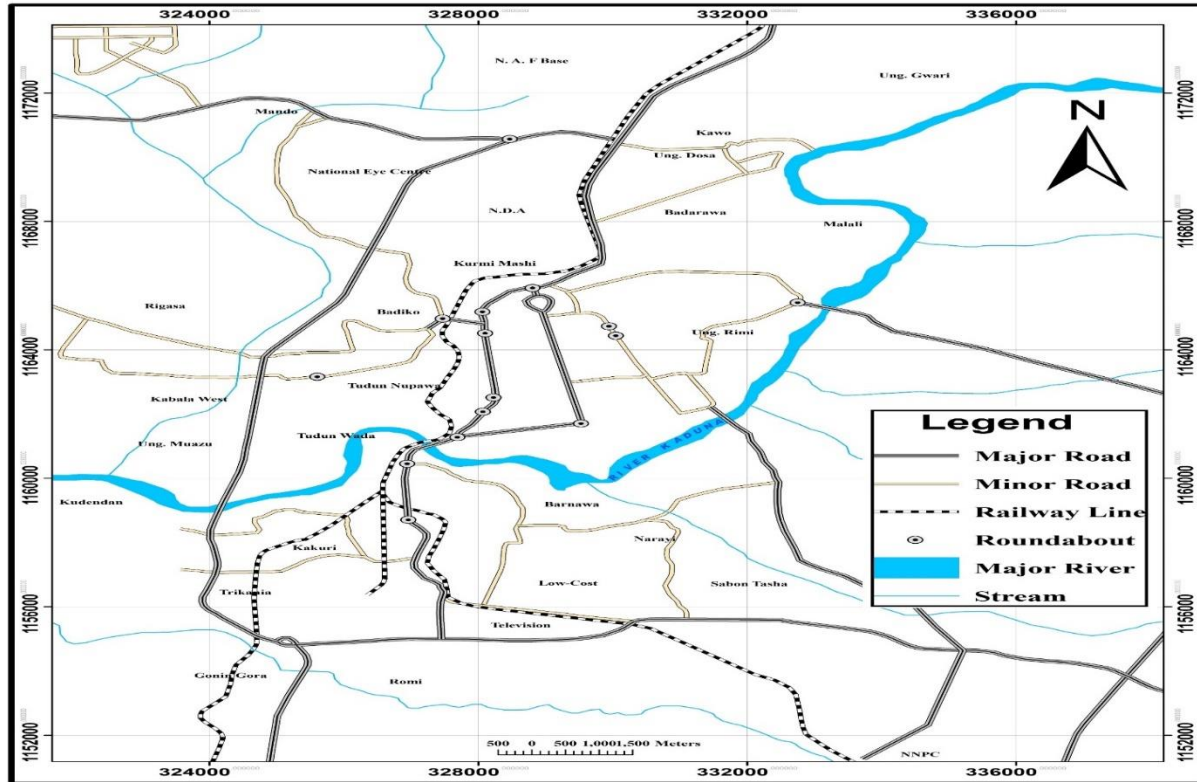 324000 328000 332000 336000
N. A. F Base
Ung. Gwari
1172000 1172000
Mando
N
Kawo
Ung. Dosa
National Eye Centre
N.D.A
Badarawa
1168000 1168000
Malali
Kurmi Mashi
Rigasa
Badiko
Ung. Rimi
1164000 1164000
Tudun Nupawa
Kabala West
Tudun Wada
Ung. Muazu
RIVER KADUNA
1160000 1160000
Kudendan
Barnawa
Narayi
Kakuri
Low-Cost
Sabon Tasha
Trikania
1156000 1156000
Television
Gonin Gora
Romi
1152000 1152000
NNPC
Legend
Major Road
Minor Road
Railway Line
Roundabout
Major River
Stream
500 0 500 1,0001,500 Meters
324000 328000 332000 336000